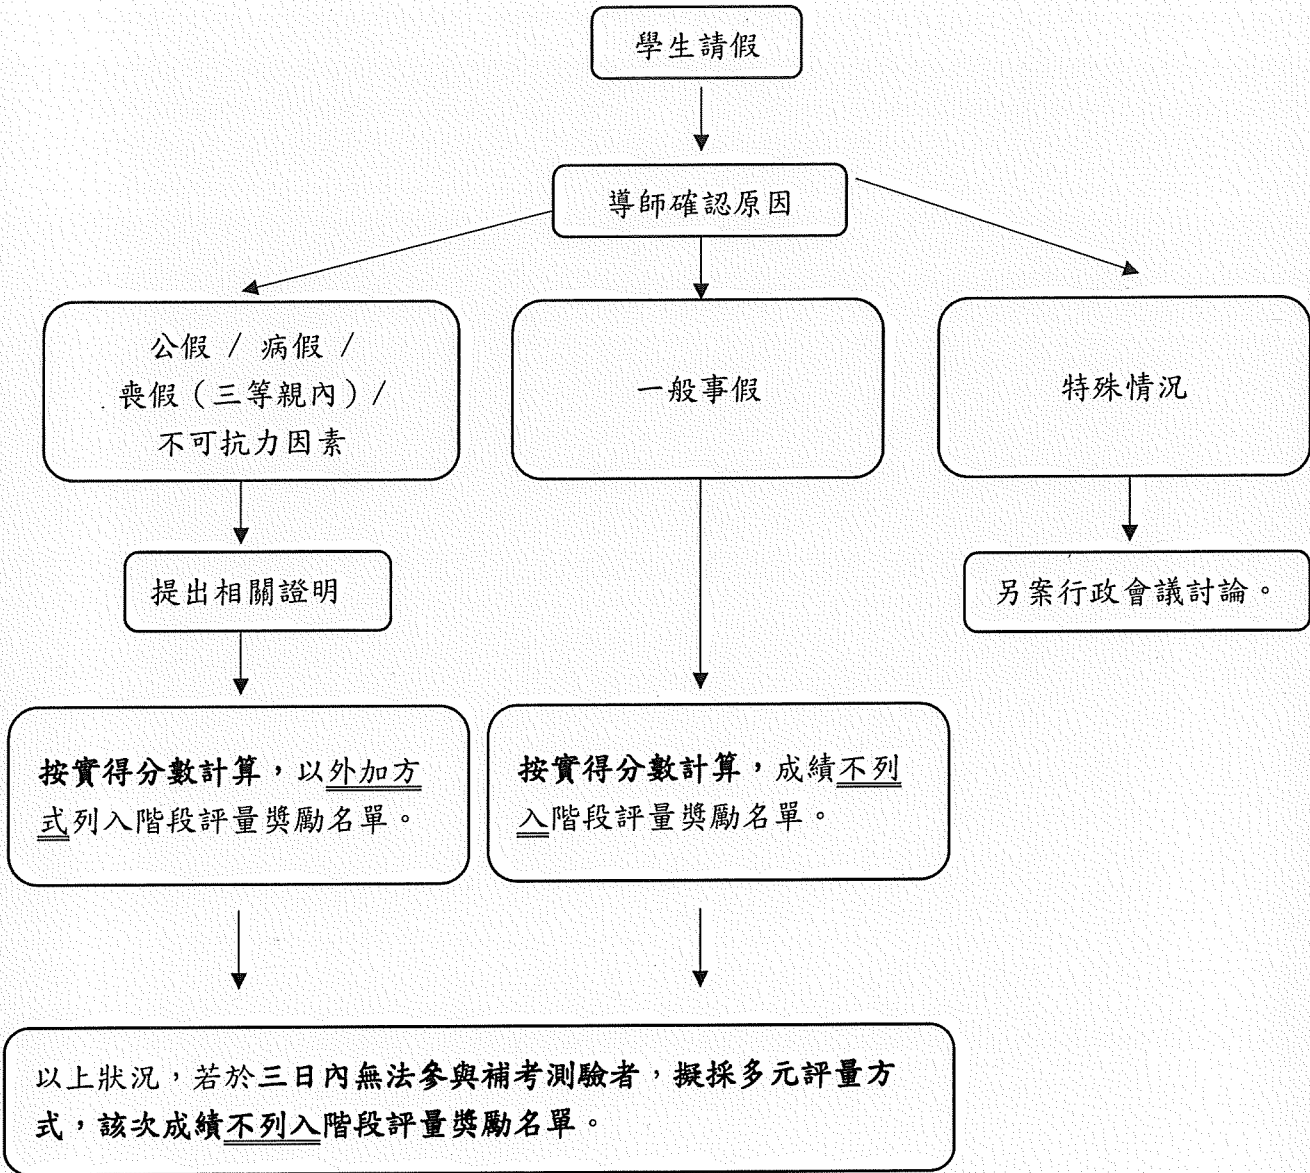 學生請假
導師確認原因
公假 / 病假 /
喪假（三等親內）/
不可抗力因素
一般事假
特殊情況
提出相關證明
另案行政會議討論。
按實得分數計算，以外加方
式列入階段評量獎勵名單。
按實得分數計算，成績不列
入階段評量獎勵名單。
以上狀況，若於三日內無法參與補考測驗者，擬採多元評量方
式，該次成績不列入階段評量獎勵名單。